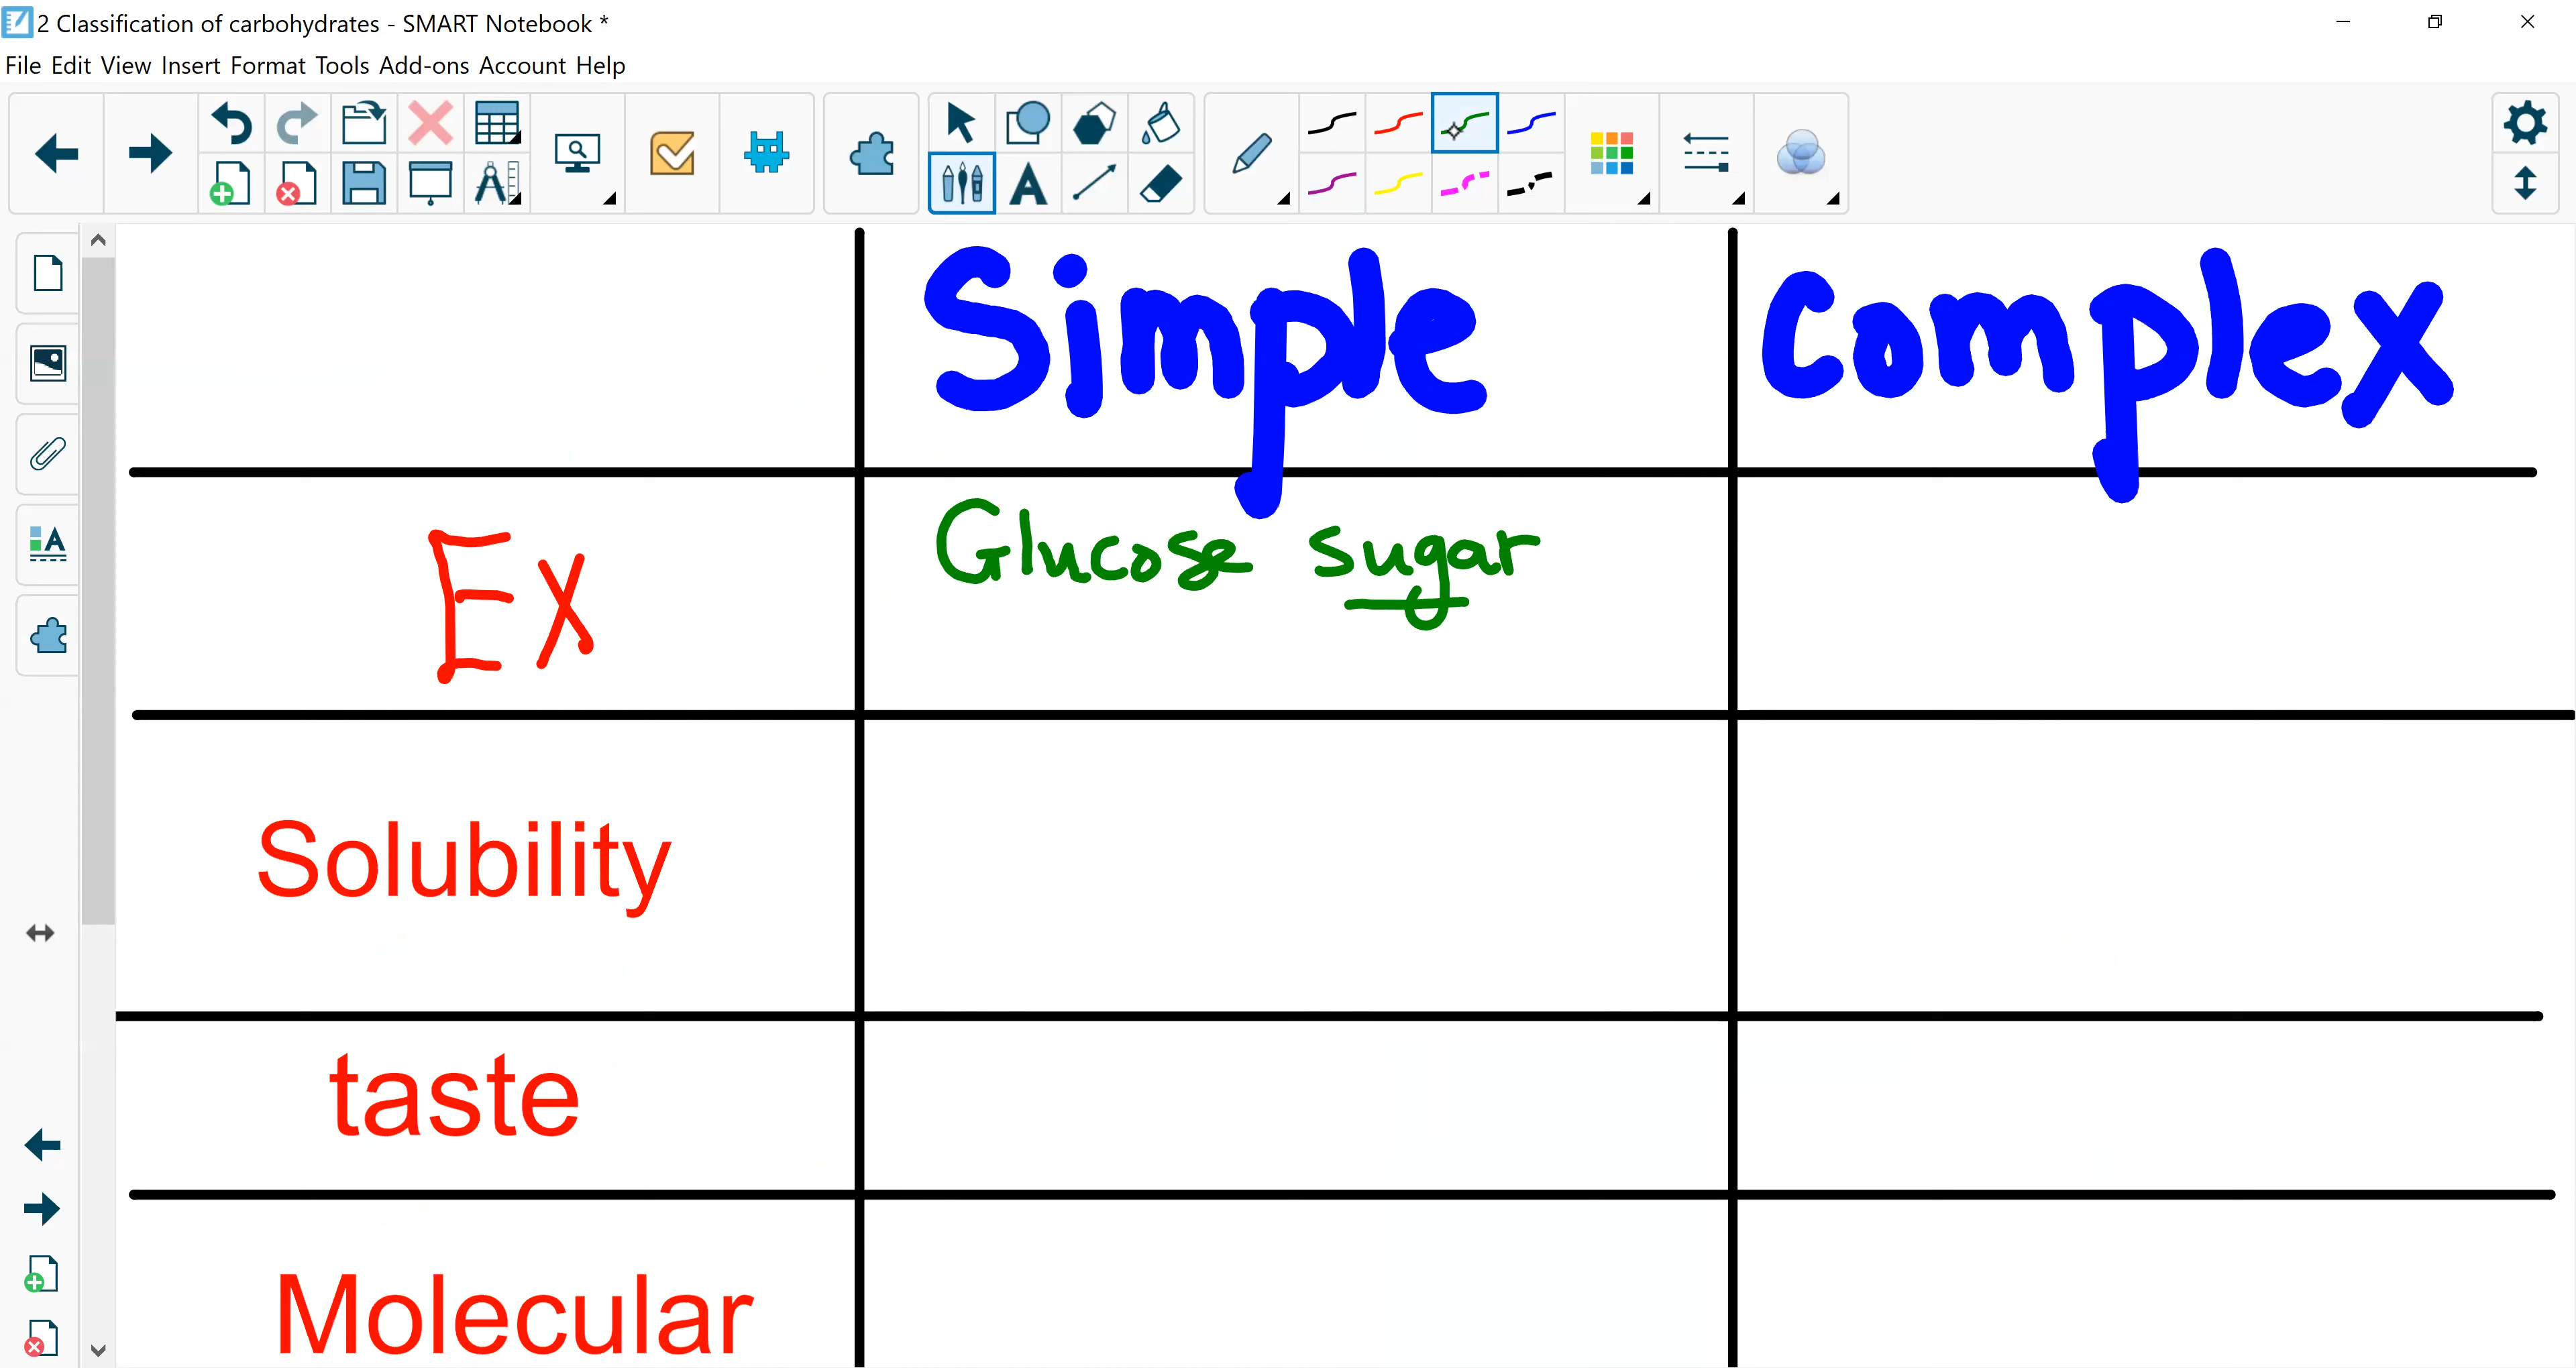 2 Classification of carbohydrates - SMART Notebook *
File Edit View Insert Format Tools Add-ons Account Help
Simple Complex
Ex Glucose sugar
Solubility
taste
Molecular